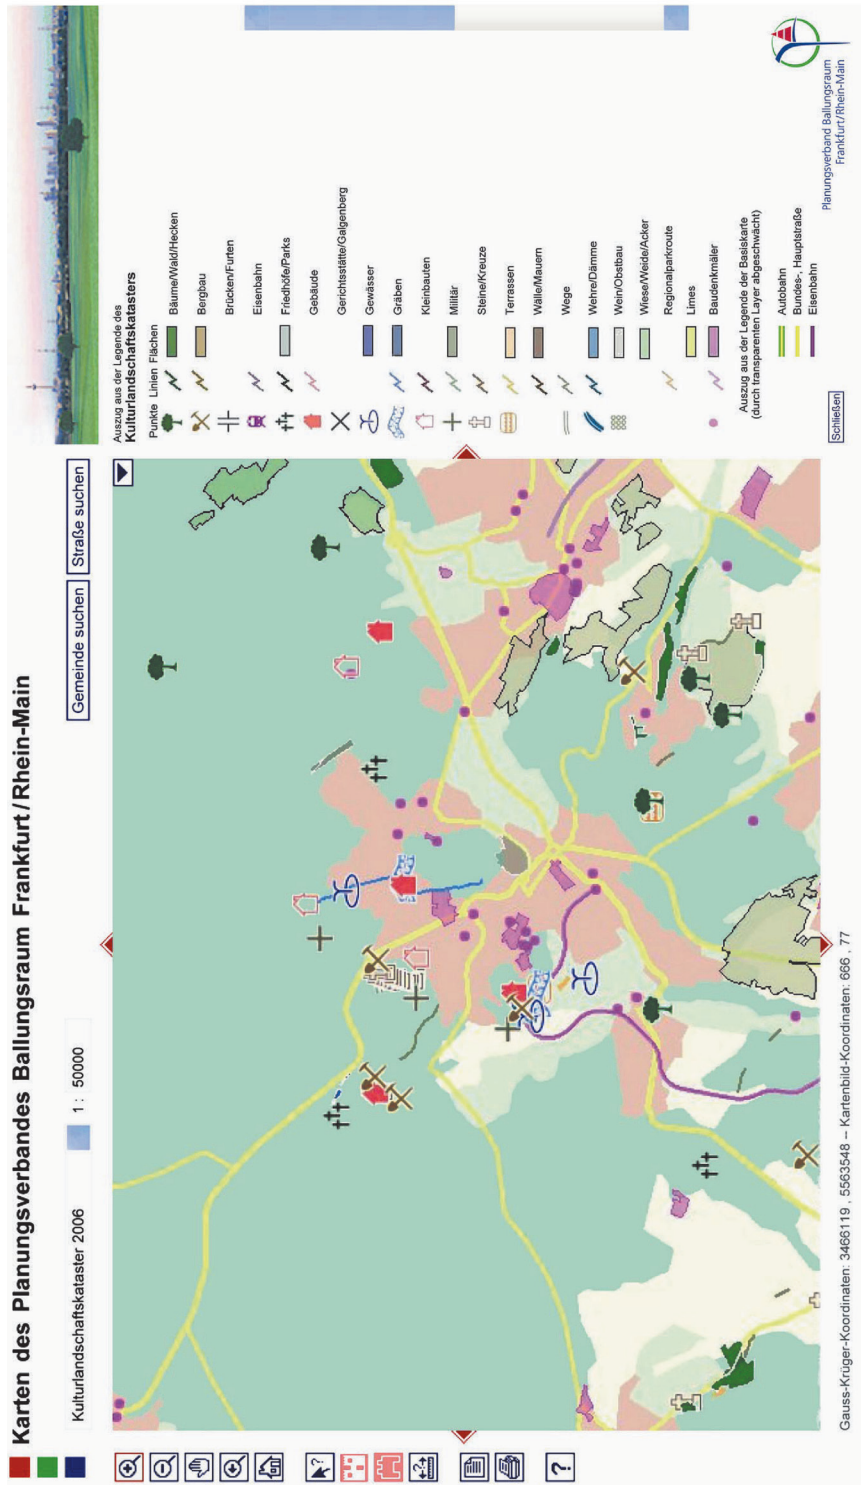 Karten des Planungsverbandes Ballungsraum Frankfurt/Rhein-Main
Kulturlandschaftskataster 2006
1 : 50000
Gemeinde suchen
Straße suchen
Auszug aus der Legende des
Kulturlandschaftskatasters
Punkte Linien Flächen
Bäume/Wald/Hecken
Bergbau
Brücken/Furten
Eisenbahn
Friedhöfe/Parks
Gebäude
Gerichtsstätte/Galgenberg
Gewässer
Gräben
Kleinbauten
Militär
Steine/Kreuze
Terrassen
Wälle/Mauern
Wege
Wehre/Dämme
Wein/Obstbau
Wiese/Weide/Acker
Regionalparkroute
Limes
Baudenkmäler
Auszug aus der Legende der Basiskarte
(durch transparenten Layer abgeschwächt)
Autobahn
Bundes-, Hauptstraße
Eisenbahn
Schließen
Planungsverband Ballungsraum
Frankfurt/Rhein-Main
Gauss-Krüger-Koordinaten: 3466119 , 5563548 – Kartenbild-Koordinaten: 666 , 77